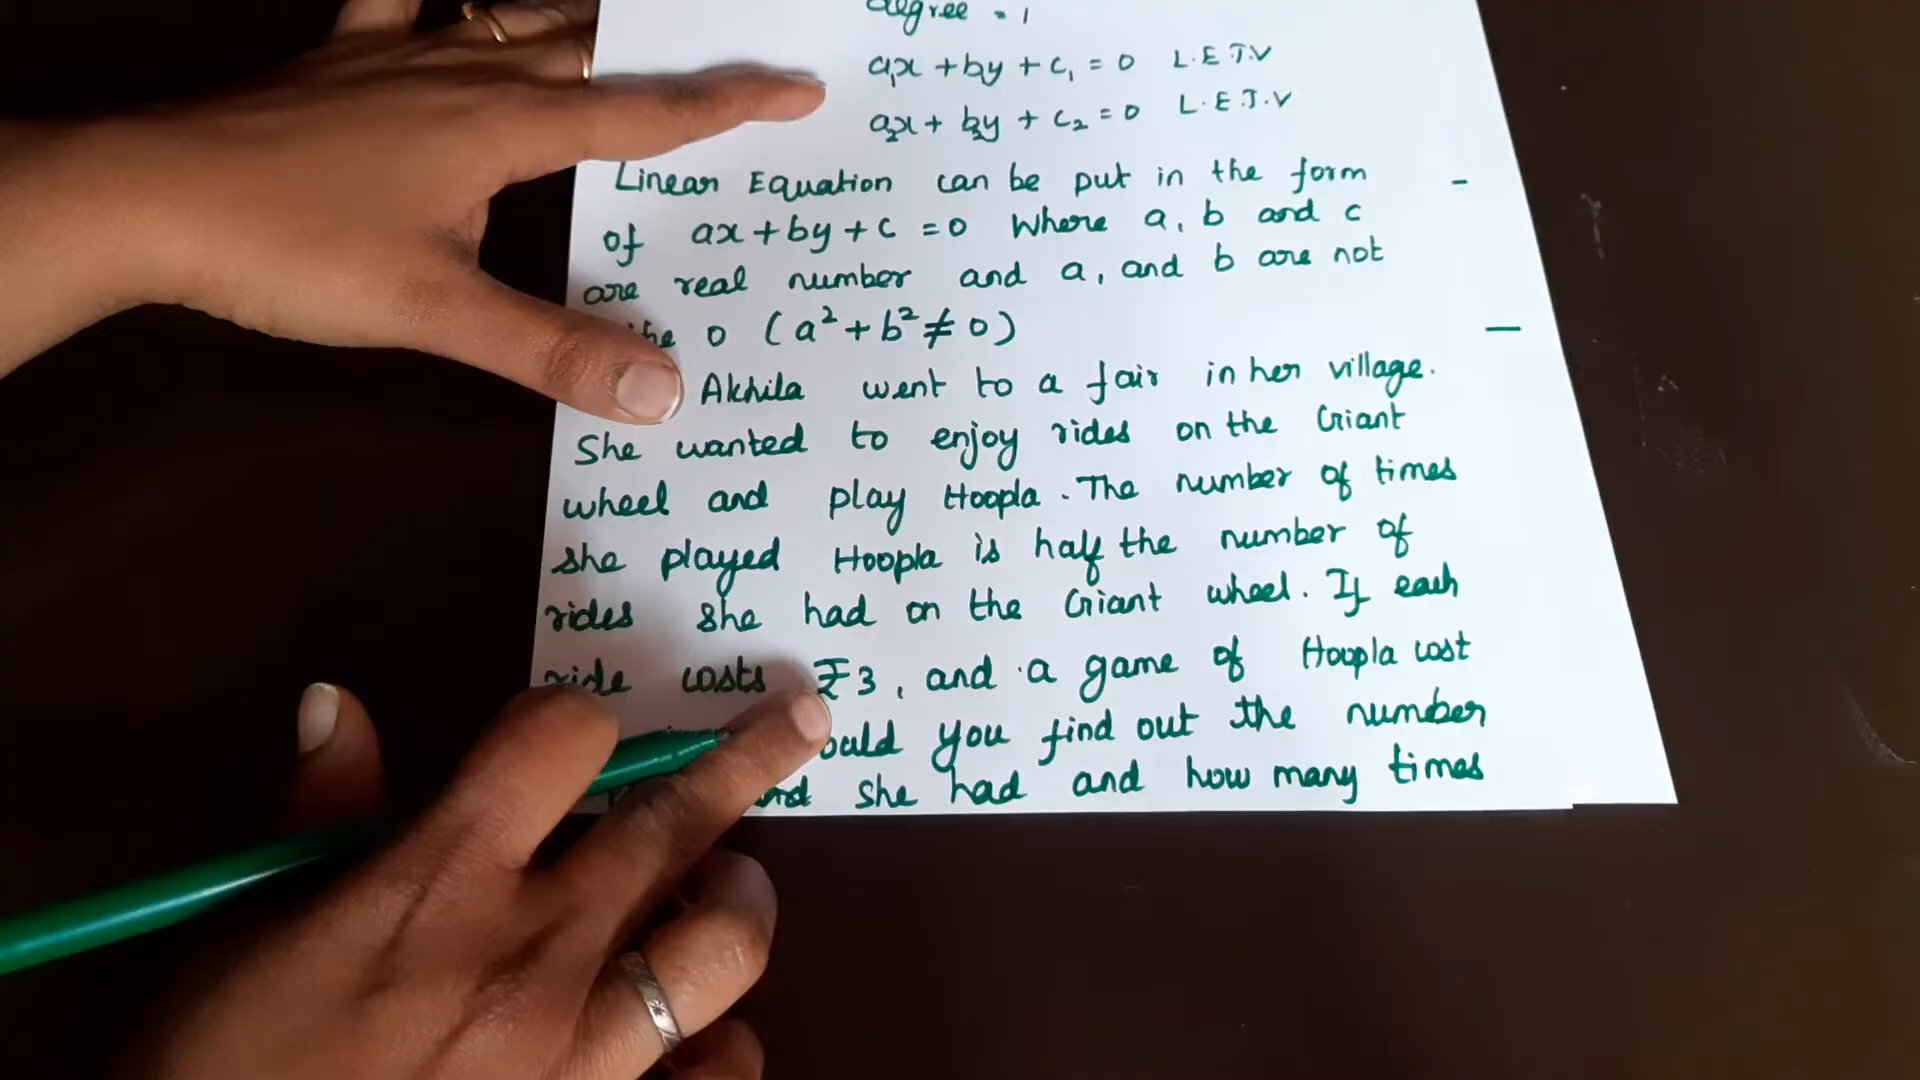 degree = 1
a₁x + b₁y + c₁ = 0 L.E.T.V
a₂x + b₂y + c₂ = 0 L.E.T.V
Linear Equation can be put in the form -
of ax + by + c = 0 Where a, b and c
are real number and a, and b are not
0 (a² + b² ≠ 0) —
Akhila went to a fair in her village.
She wanted to enjoy rides on the Giant
wheel and play Hoopla. The number of times
she played Hoopla is half the number of
rides she had on the Giant wheel. If each
ride costs ₹3, and a game of Hoopla cost
you find out the number
she had and how many times